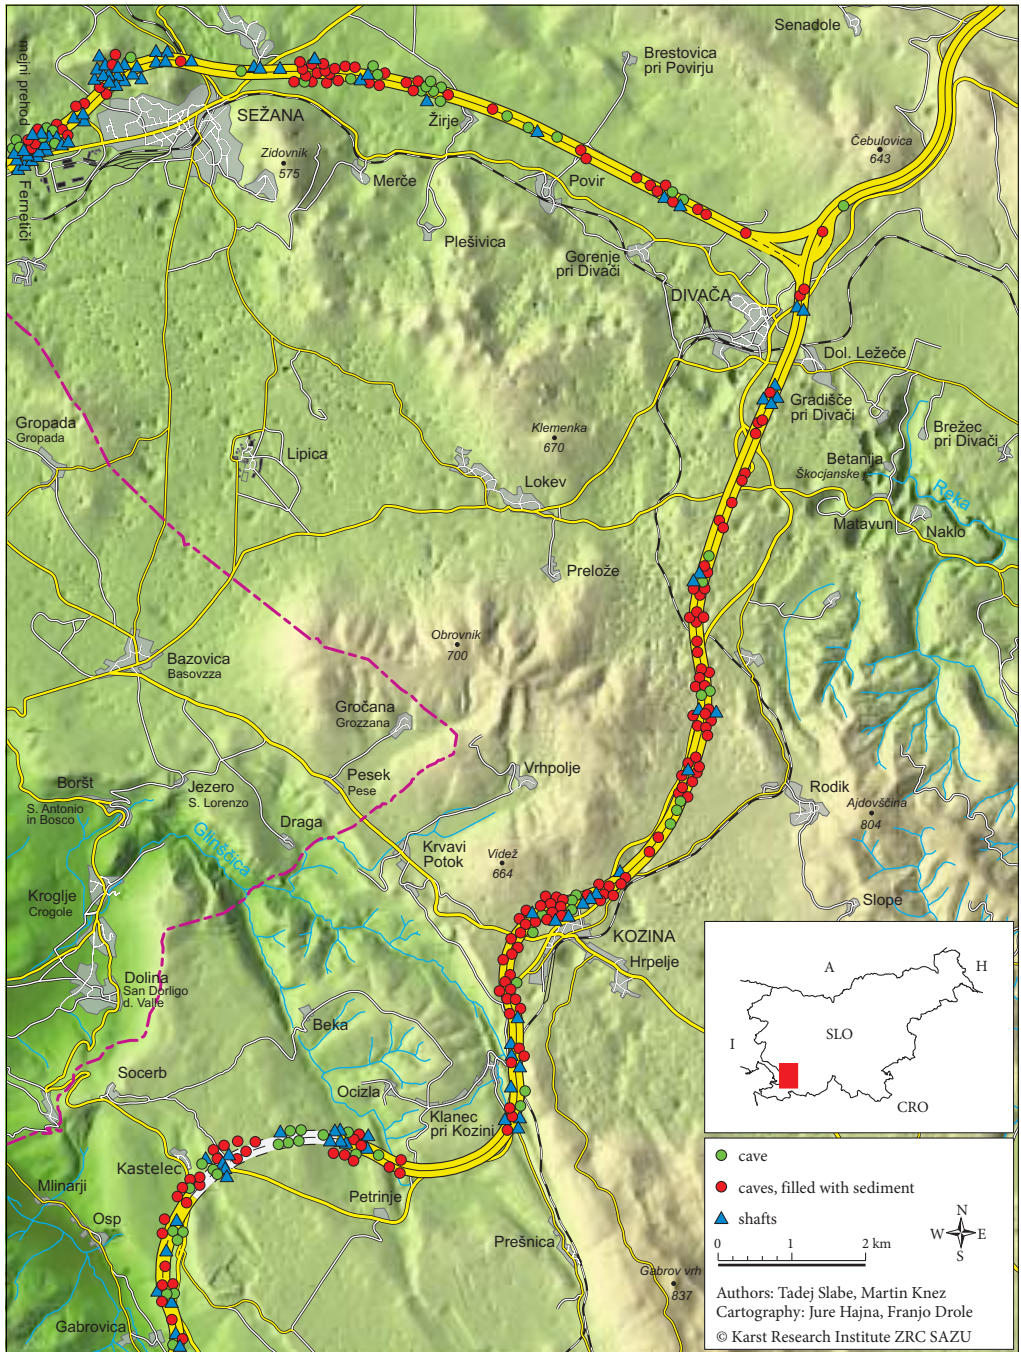 Senadole
Brestovica
pri Povirju
mejni prehod
Fernetiči
SEŽANA
Žirje
Zidovnik
575
Merče
Povir
Čebulovica
643
Plešivica
Gorenje
pri Divači
DIVAČA
Dol. Ležeče
Gradišče
pri Divači
Brežec
pri Divači
Gropada
Gropada
Lipica
Klemenka
670
Lokev
Betanija
Škocjanske
Reka
Matavun
Naklo
Prelože
Obrovnik
700
Bazovica
Basovzza
Gročana
Grozzana
Pesek
Pese
Vrhpolje
Boršt
S. Antonio
in Bosco
Jezero
S. Lorenzo
Draga
Glinščica
Krvavi
Potok
Videž
664
Rodik
Ajdovščina
804
Slope
Kroglje
Crogole
KOZINA
Hrpelje
Dolina
San Dorligo
d. Valle
Beka
Socerb
Ocizla
Klanec
pri Kozini
Kastelec
Mlinarji
Petrinje
Osp
Prešnica
Gabrov vrh
837
Gabrovica
A
H
SLO
I
CRO
cave
caves, filled with sediment
shafts
N
W
E
S
0 1 2 km
Authors: Tadej Slabe, Martin Knez
Cartography: Jure Hajna, Franjo Drole
© Karst Research Institute ZRC SAZU